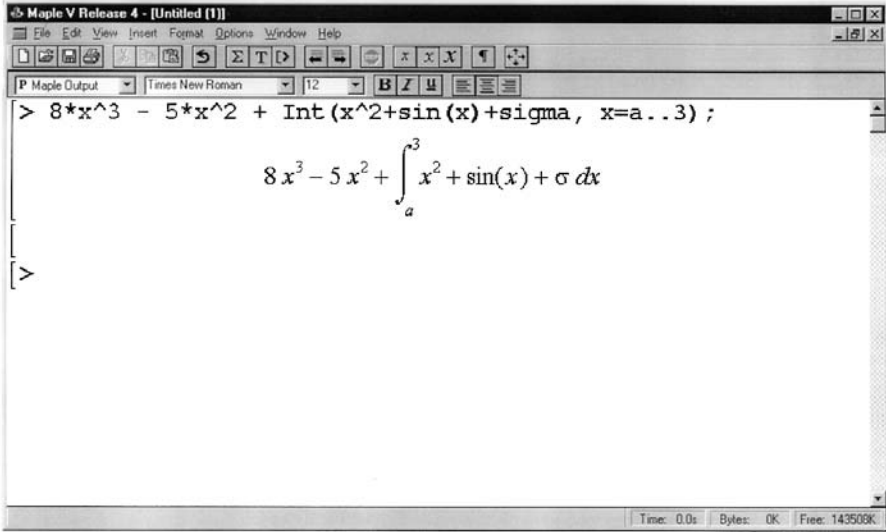 Maple V Release 4 - [Untitled (1)]
File Edit View Insert Format Options Window Help
Σ T x x X ¶
P Maple Output Times New Roman 12 B I u
> 8*x^3 - 5*x^2 + Int(x^2+sin(x)+sigma, x=a..3);
8 x³ − 5 x² + ∫ₐ³ x² + sin(x) + σ dx
>
Time: 0.0s Bytes: 0K Free: 143508K